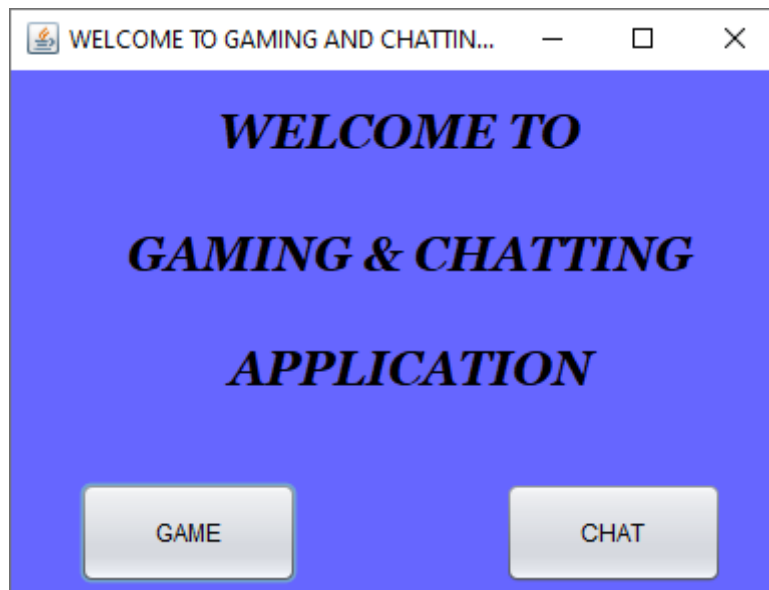 WELCOME TO GAMING AND CHATTIN...
WELCOME TO
GAMING & CHATTING
APPLICATION
GAME
CHAT